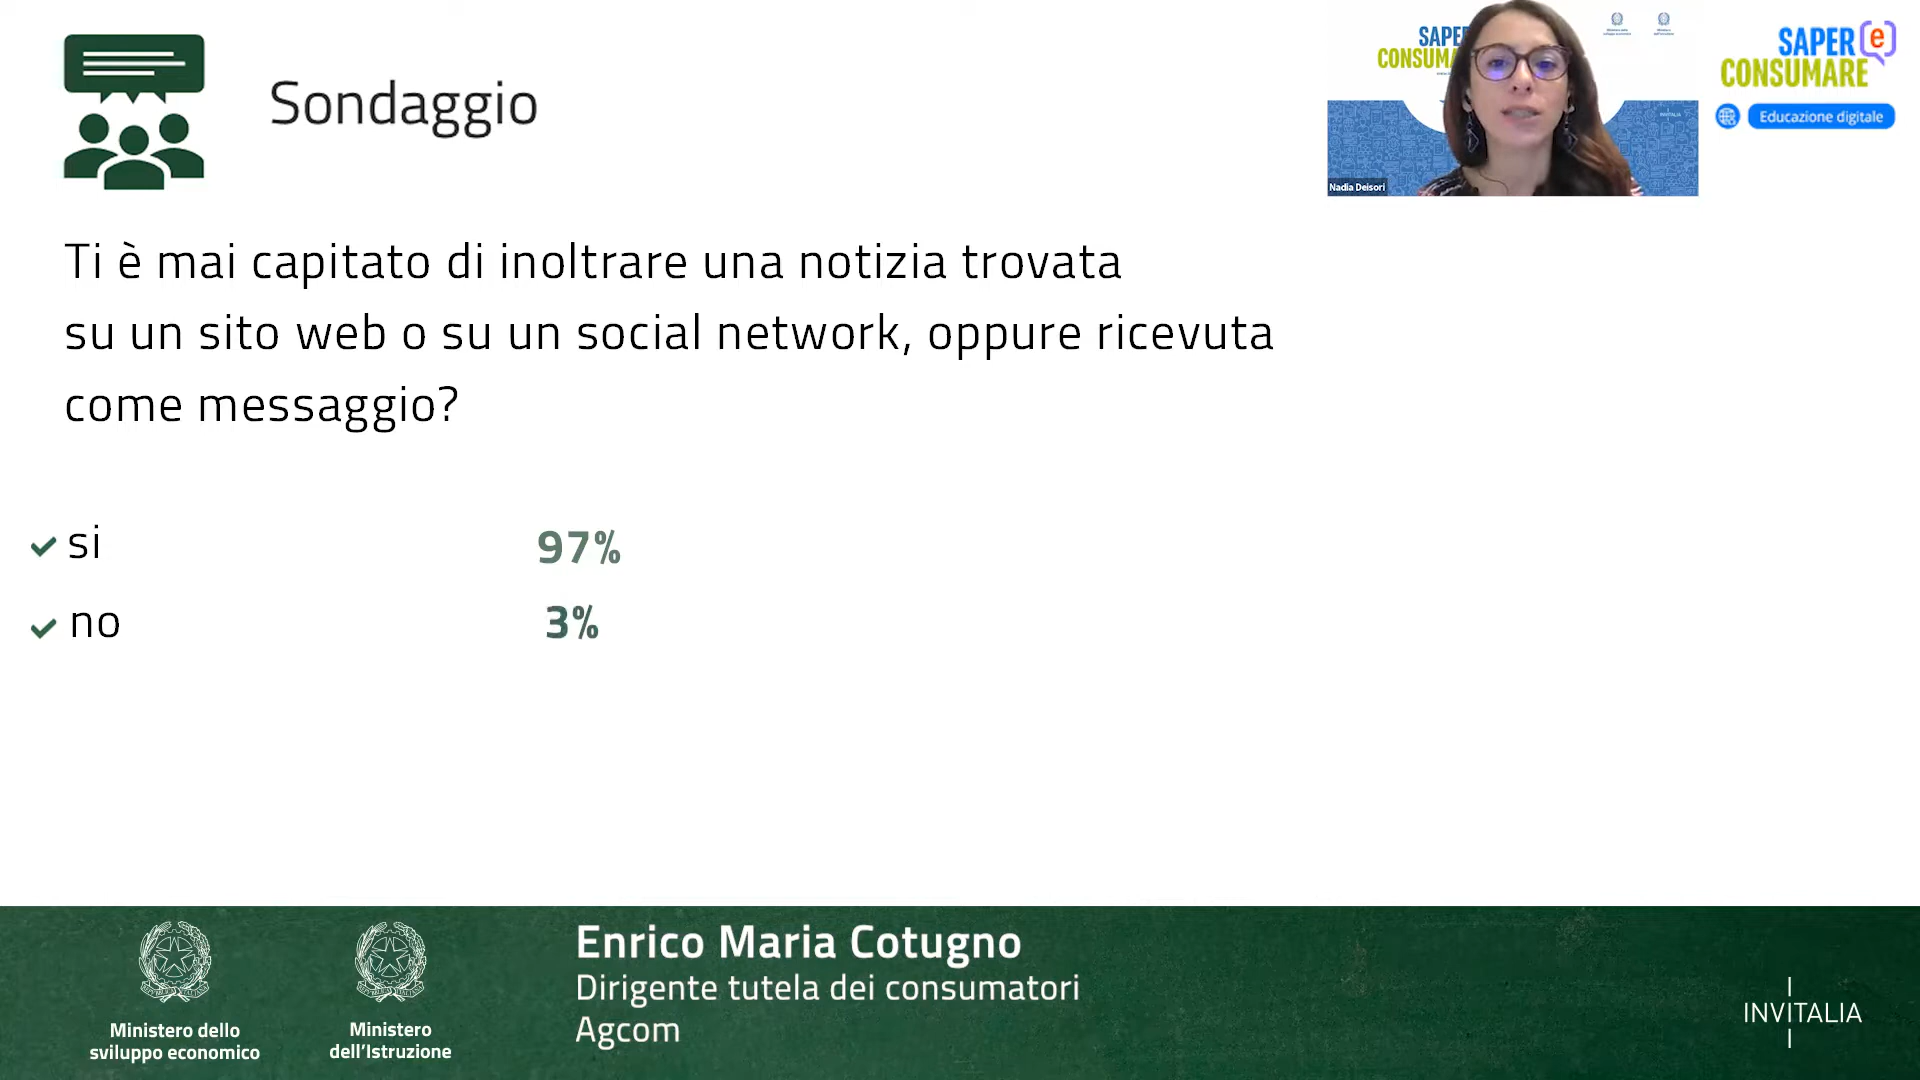 Sondaggio
SAPER
CONSUMA
Nadia Deisori
SAPER(e)
CONSUMARE
Educazione digitale
Ti è mai capitato di inoltrare una notizia trovata
su un sito web o su un social network, oppure ricevuta
come messaggio?
si 97%
no 3%
Ministero dello
sviluppo economico
Ministero
dell'Istruzione
Enrico Maria Cotugno
Dirigente tutela dei consumatori
Agcom
INVITALIA